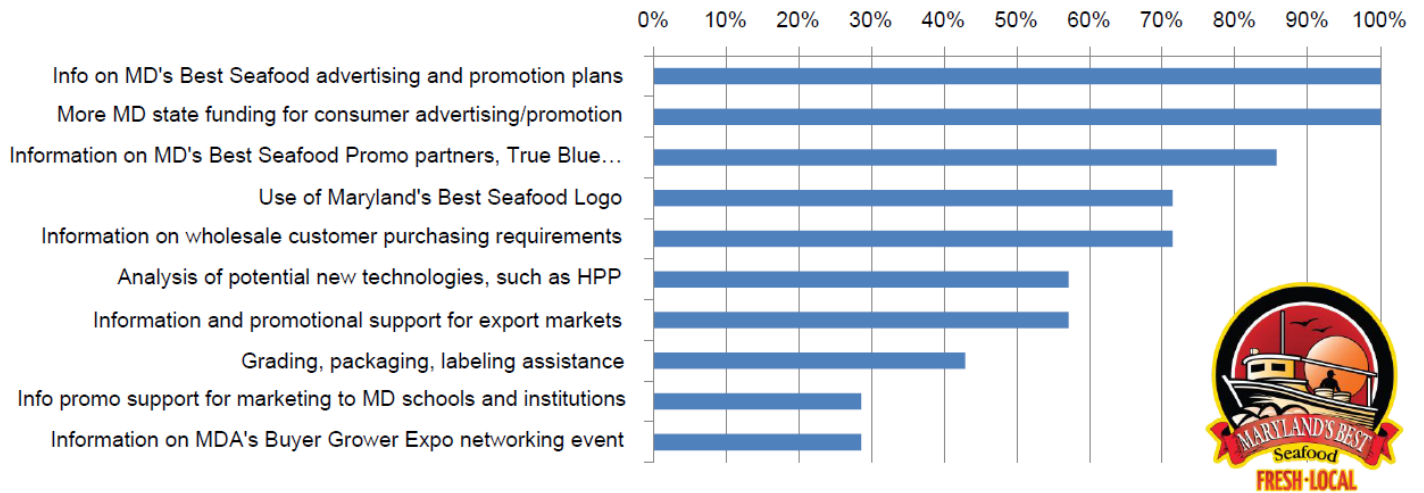 0% 10% 20% 30% 40% 50% 60% 70% 80% 90% 100%
Info on MD's Best Seafood advertising and promotion plans
More MD state funding for consumer advertising/promotion
Information on MD's Best Seafood Promo partners, True Blue…
Use of Maryland's Best Seafood Logo
Information on wholesale customer purchasing requirements
Analysis of potential new technologies, such as HPP
Information and promotional support for export markets
Grading, packaging, labeling assistance
Info promo support for marketing to MD schools and institutions
Information on MDA's Buyer Grower Expo networking event
MARYLAND'S BEST
Seafood
FRESH·LOCAL